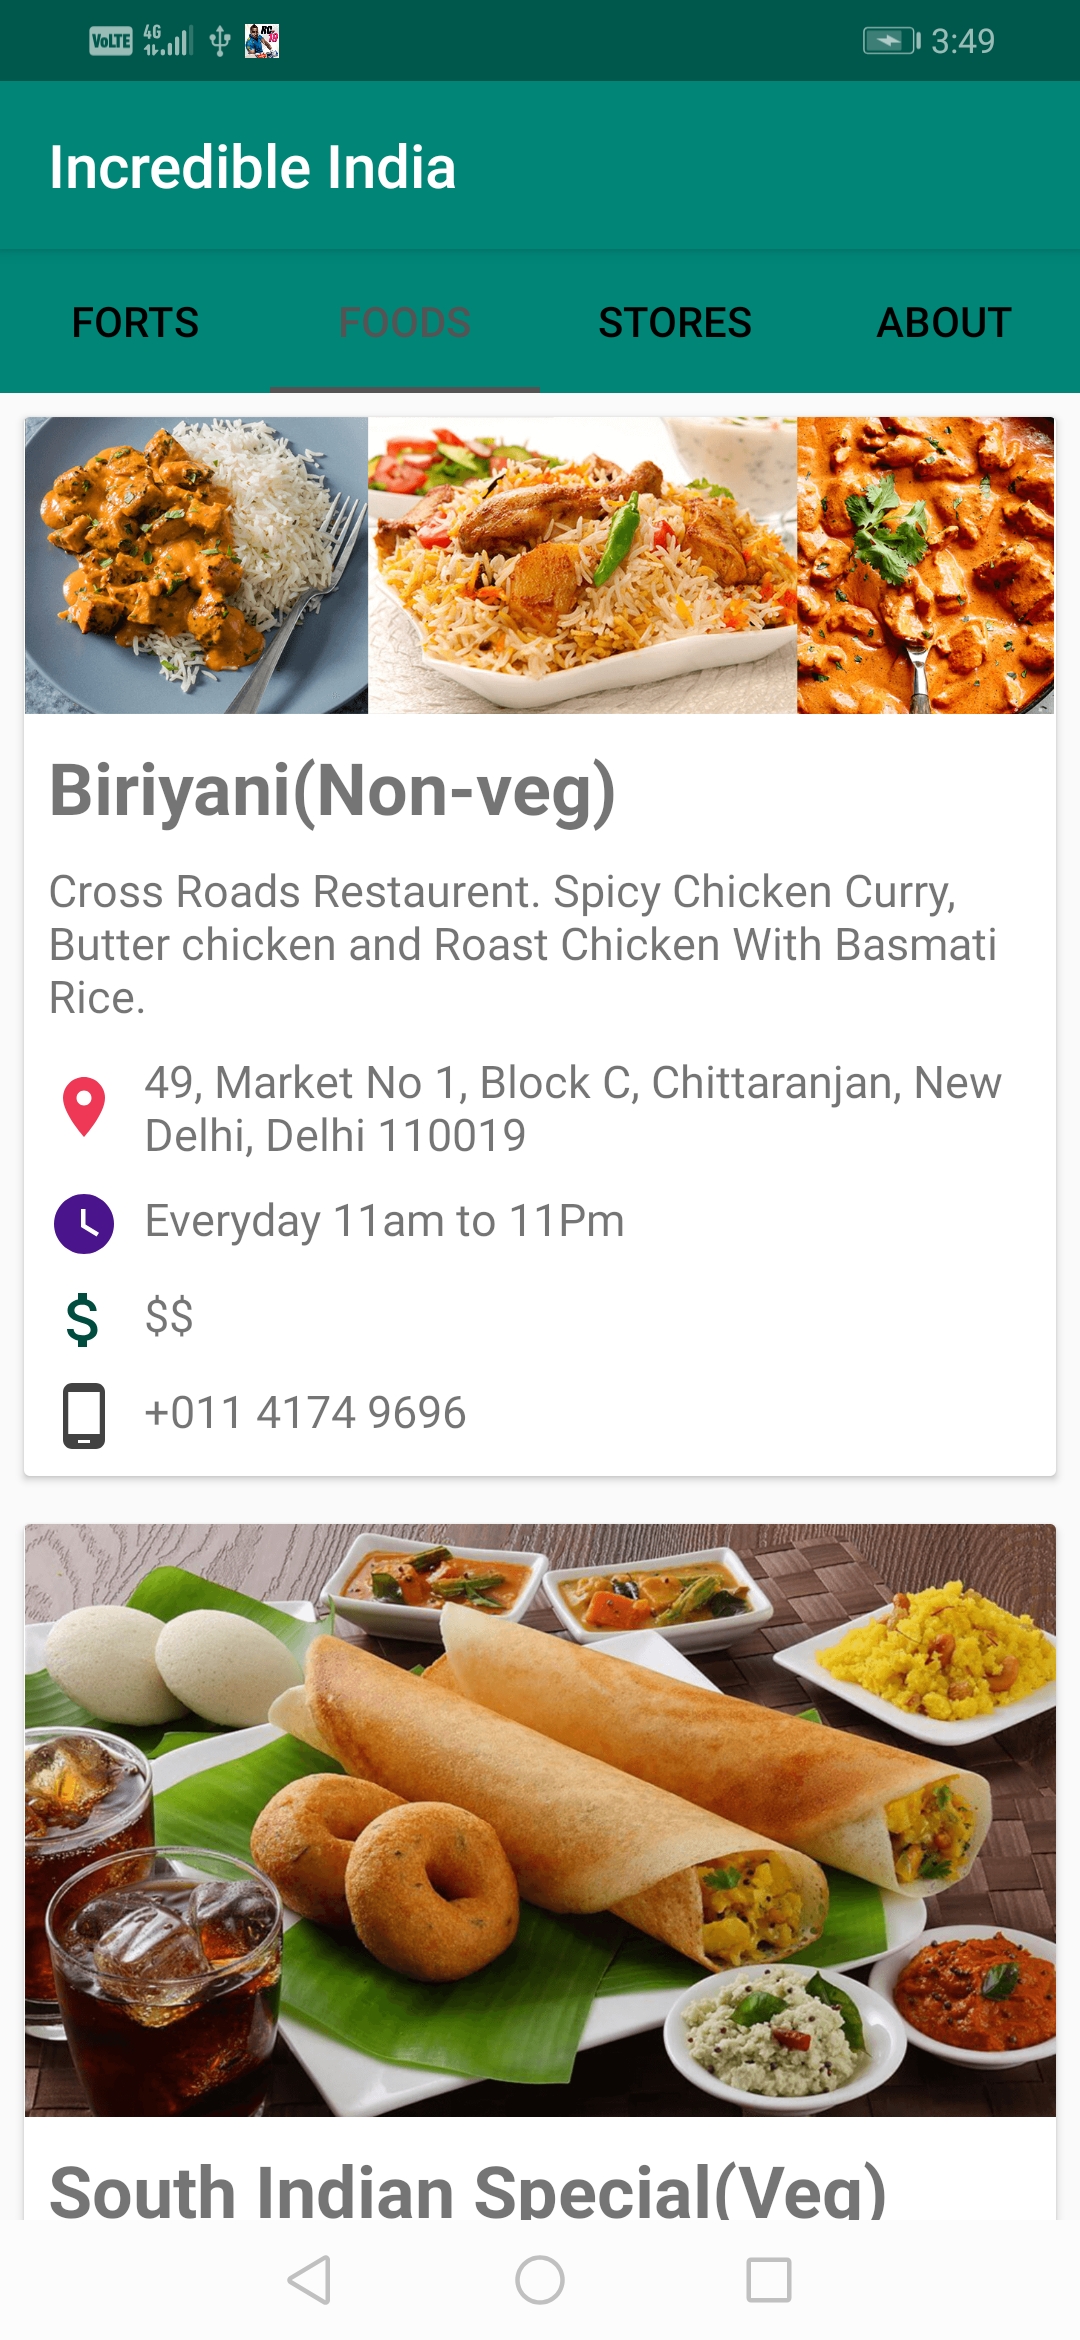 VoLTE 4G 3:49
Incredible India
FORTS FOODS STORES ABOUT
Biriyani(Non-veg)
Cross Roads Restaurent. Spicy Chicken Curry,
Butter chicken and Roast Chicken With Basmati
Rice.
49, Market No 1, Block C, Chittaranjan, New
Delhi, Delhi 110019
Everyday 11am to 11Pm
$$
+011 4174 9696
South Indian Special(Veg)